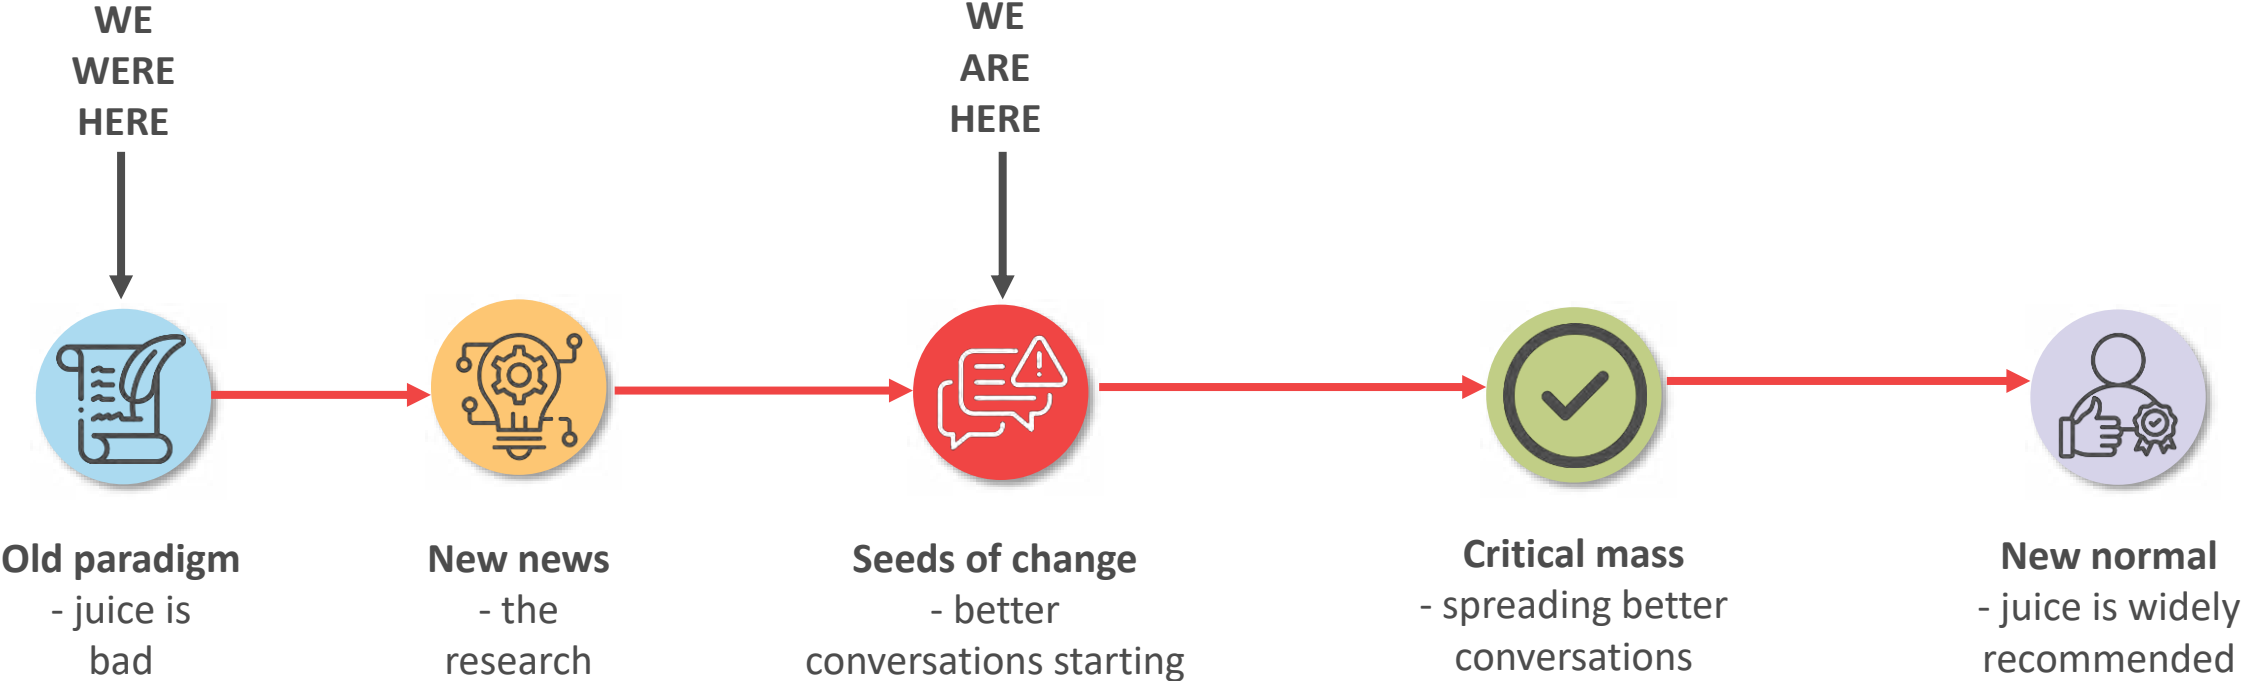 WE
WERE
HERE
WE
ARE
HERE
Old paradigm
- juice is
bad
New news
- the
research
Seeds of change
- better
conversations starting
Critical mass
- spreading better
conversations
New normal
- juice is widely
recommended